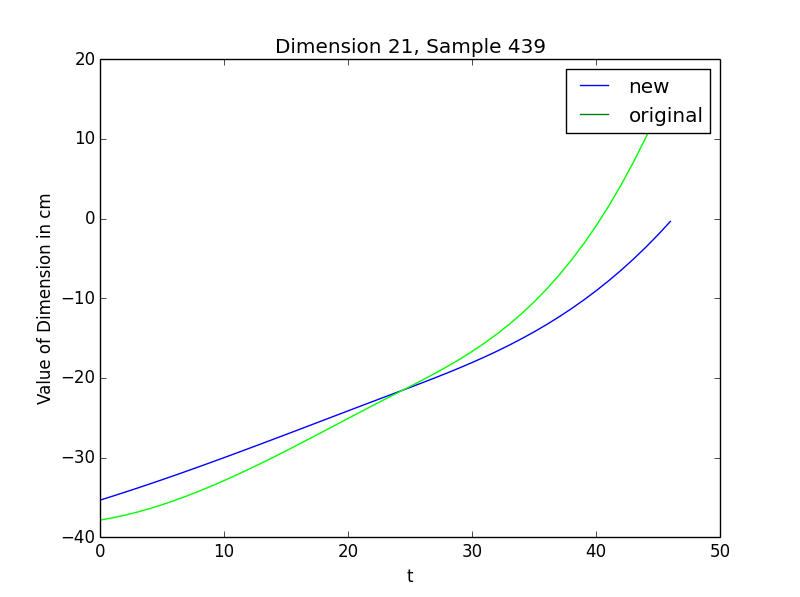 Dimension 21, Sample 439
new
original
20
10
0
−10
−20
−30
−40
Value of Dimension in cm
0
10
20
30
40
50
t